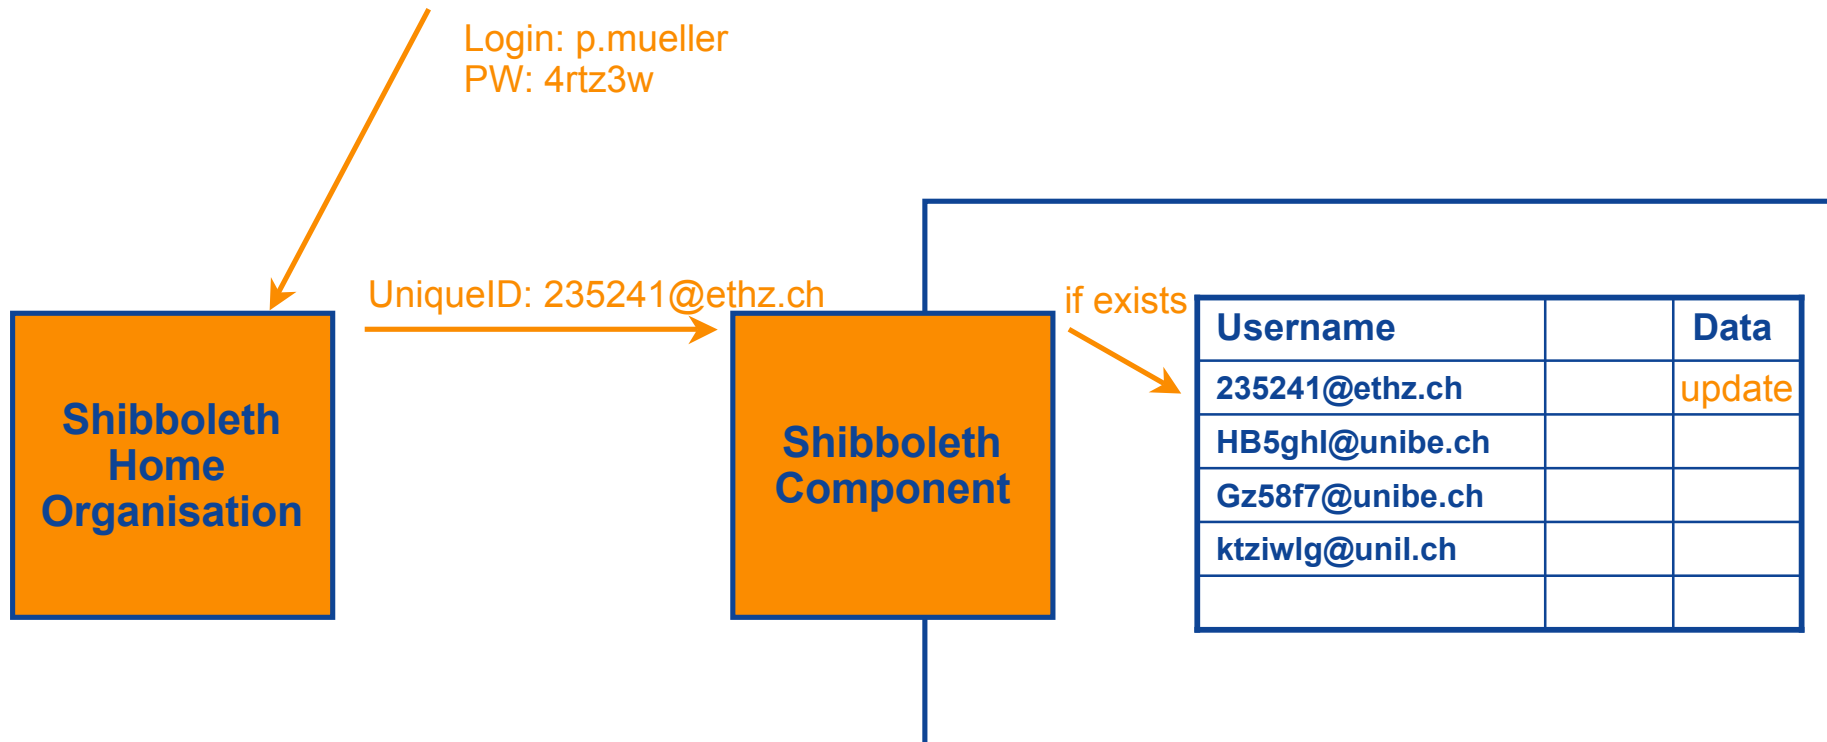 Login: p.mueller
PW: 4rtz3w
UniqueID: 235241@ethz.ch
if exists
Shibboleth
Home
Organisation
Shibboleth
Component
Username Data
235241@ethz.ch update
HB5ghl@unibe.ch
Gz58f7@unibe.ch
ktziwlg@unil.ch